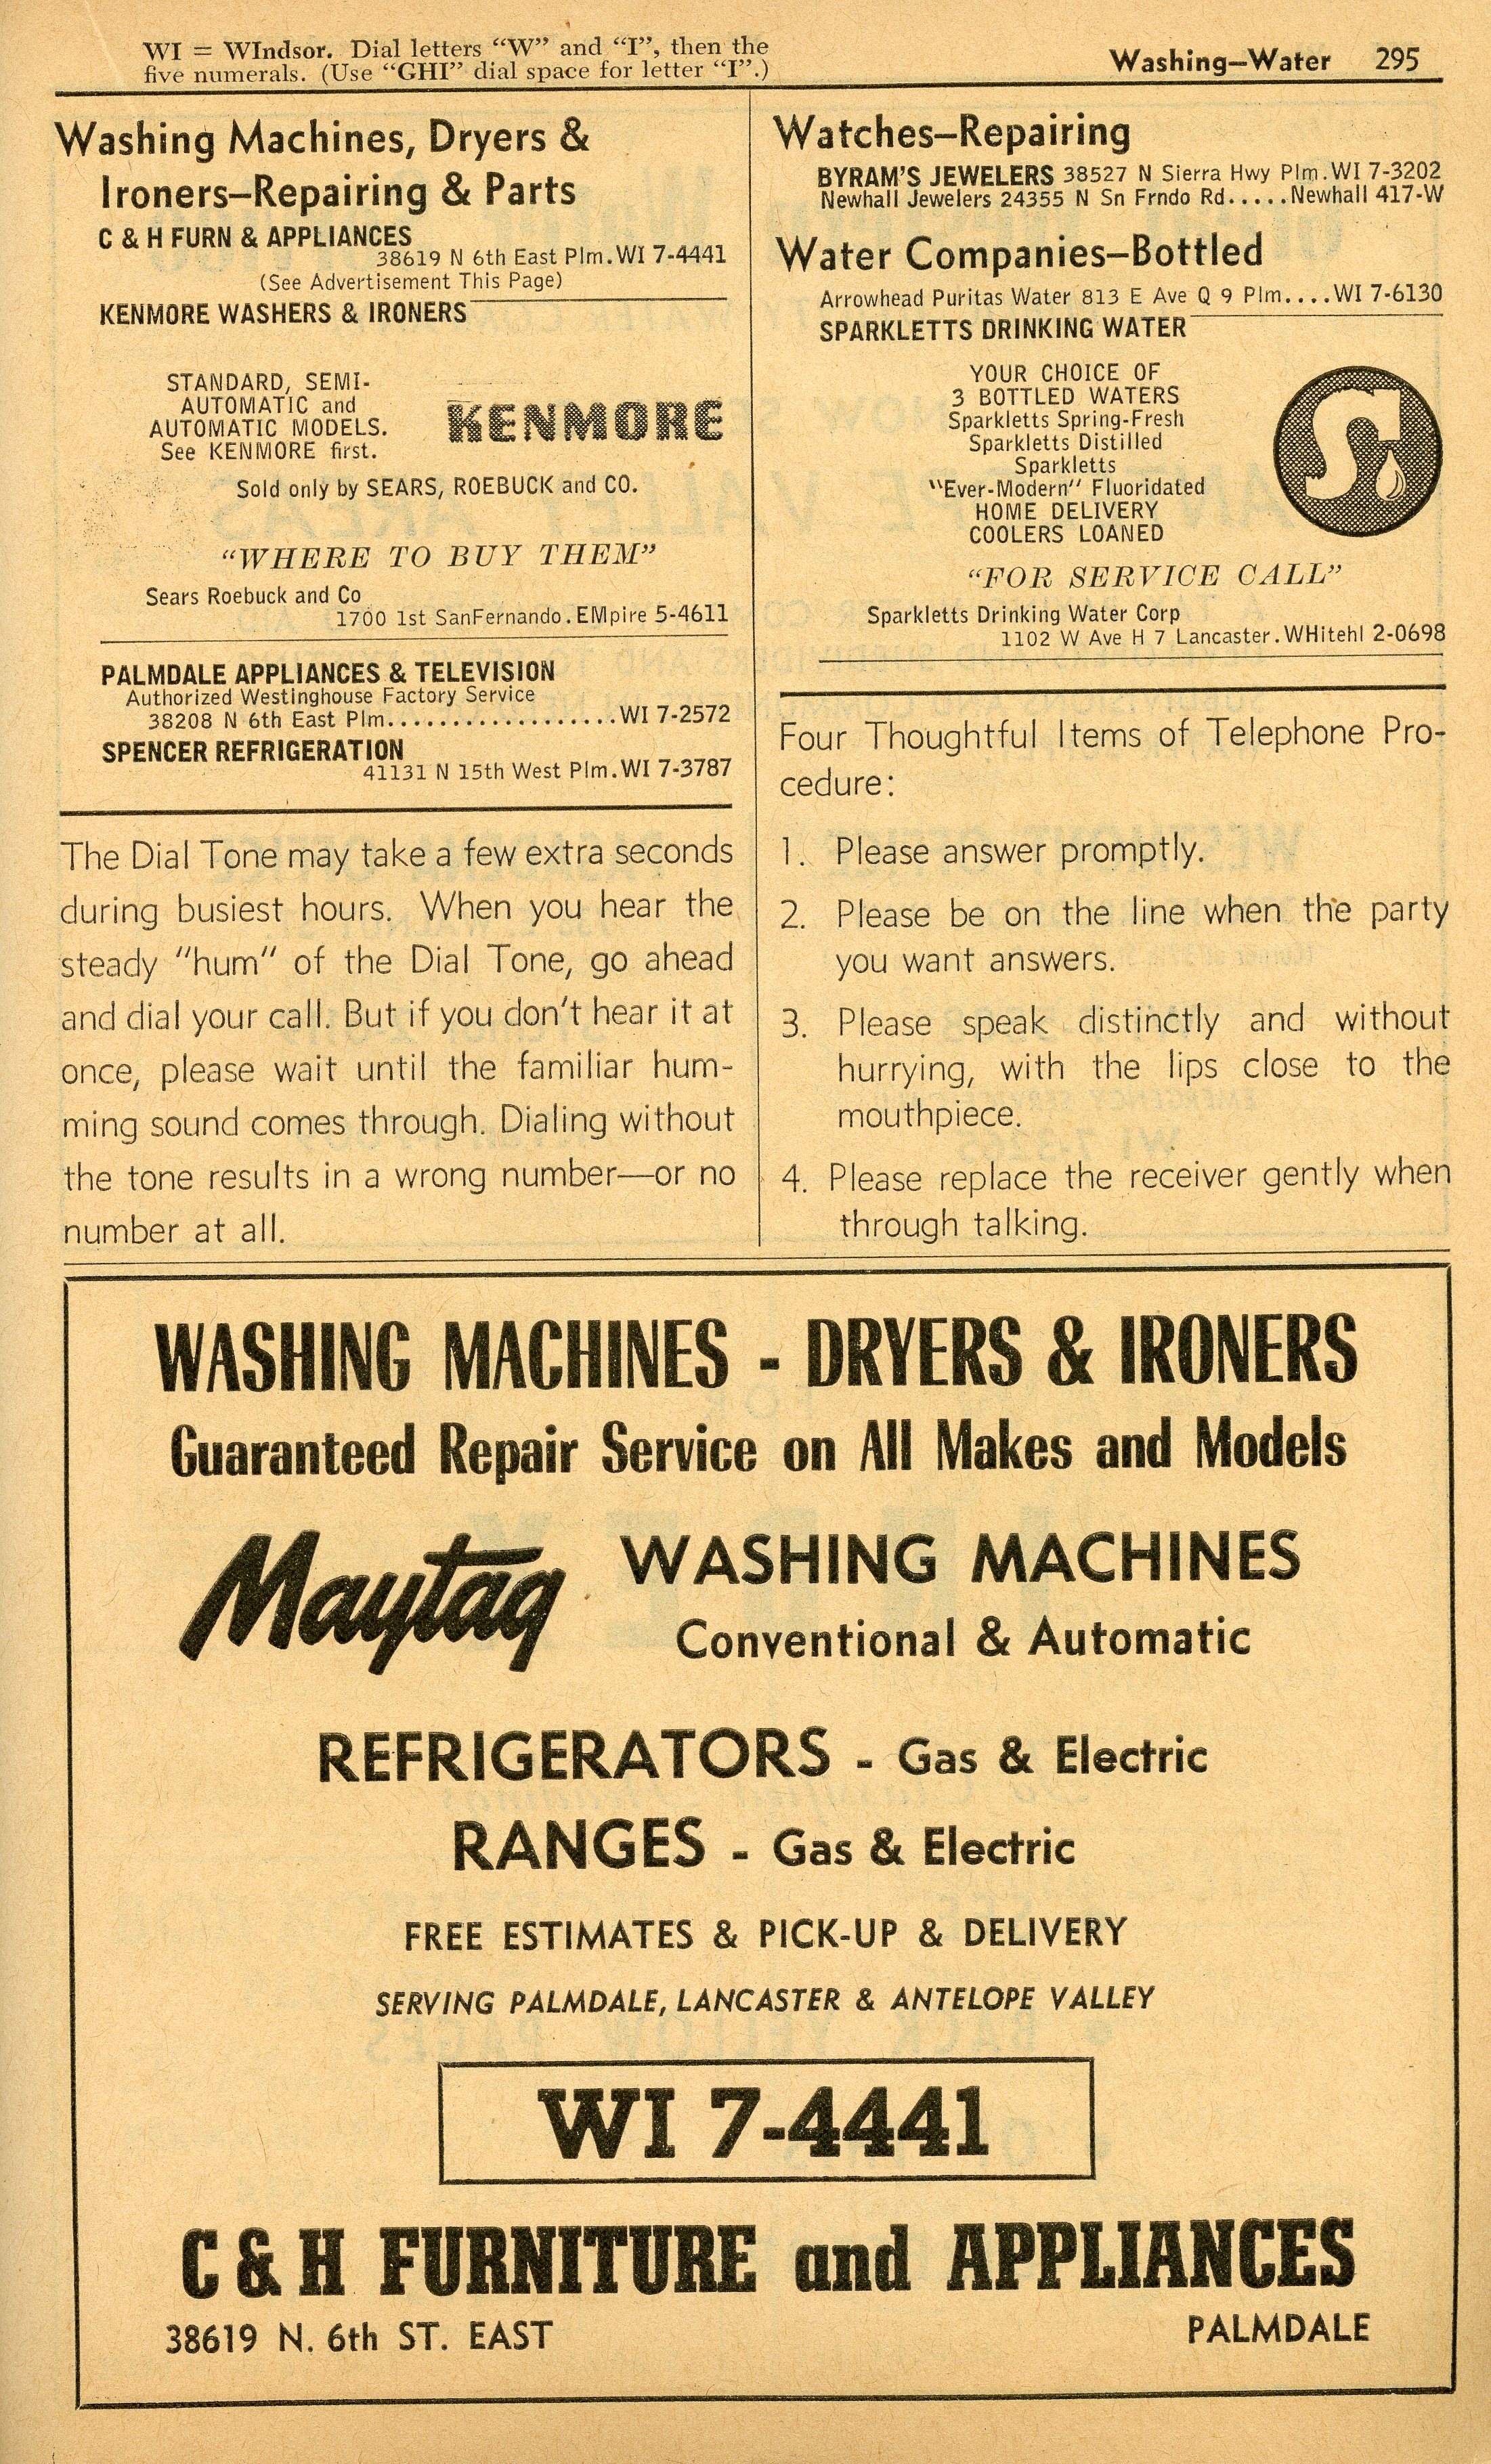 WI = WIndsor. Dial letters “W” and “I”, then the
five numerals. (Use “GHI” dial space for letter “I”.)
Washing—Water 295
Washing Machines, Dryers &
Ironers—Repairing & Parts
C & H FURN & APPLIANCES
38619 N 6th East Plm.WI 7-4441
(See Advertisement This Page)
KENMORE WASHERS & IRONERS
STANDARD, SEMI-
AUTOMATIC and
AUTOMATIC MODELS.
See KENMORE first.
KENMORE
Sold only by SEARS, ROEBUCK and CO.
“WHERE TO BUY THEM”
Sears Roebuck and Co
1700 1st SanFernando.EMpire 5-4611
PALMDALE APPLIANCES & TELEVISION
Authorized Westinghouse Factory Service
38208 N 6th East Plm..................WI 7-2572
SPENCER REFRIGERATION
41131 N 15th West Plm.WI 7-3787
The Dial Tone may take a few extra seconds
during busiest hours. When you hear the
steady “hum” of the Dial Tone, go ahead
and dial your call. But if you don’t hear it at
once, please wait until the familiar hum-
ming sound comes through. Dialing without
the tone results in a wrong number—or no
number at all.
Watches—Repairing
BYRAM’S JEWELERS 38527 N Sierra Hwy Plm.WI 7-3202
Newhall Jewelers 24355 N Sn Frndo Rd.....Newhall 417-W
Water Companies—Bottled
Arrowhead Puritas Water 813 E Ave Q 9 Plm....WI 7-6130
SPARKLETTS DRINKING WATER
YOUR CHOICE OF
3 BOTTLED WATERS
Sparkletts Spring-Fresh
Sparkletts Distilled
Sparkletts
“Ever-Modern” Fluoridated
HOME DELIVERY
COOLERS LOANED
S
“FOR SERVICE CALL”
Sparkletts Drinking Water Corp
1102 W Ave H 7 Lancaster.WHitehl 2-0698
Four Thoughtful Items of Telephone Pro-
cedure:
1. Please answer promptly.
2. Please be on the line when the party
you want answers.
3. Please speak distinctly and without
hurrying, with the lips close to the
mouthpiece.
4. Please replace the receiver gently when
through talking.
WASHING MACHINES - DRYERS & IRONERS
Guaranteed Repair Service on All Makes and Models
Maytag WASHING MACHINES
Conventional & Automatic
REFRIGERATORS - Gas & Electric
RANGES - Gas & Electric
FREE ESTIMATES & PICK-UP & DELIVERY
SERVING PALMDALE, LANCASTER & ANTELOPE VALLEY
WI 7-4441
C & H FURNITURE and APPLIANCES
38619 N. 6th ST. EAST PALMDALE